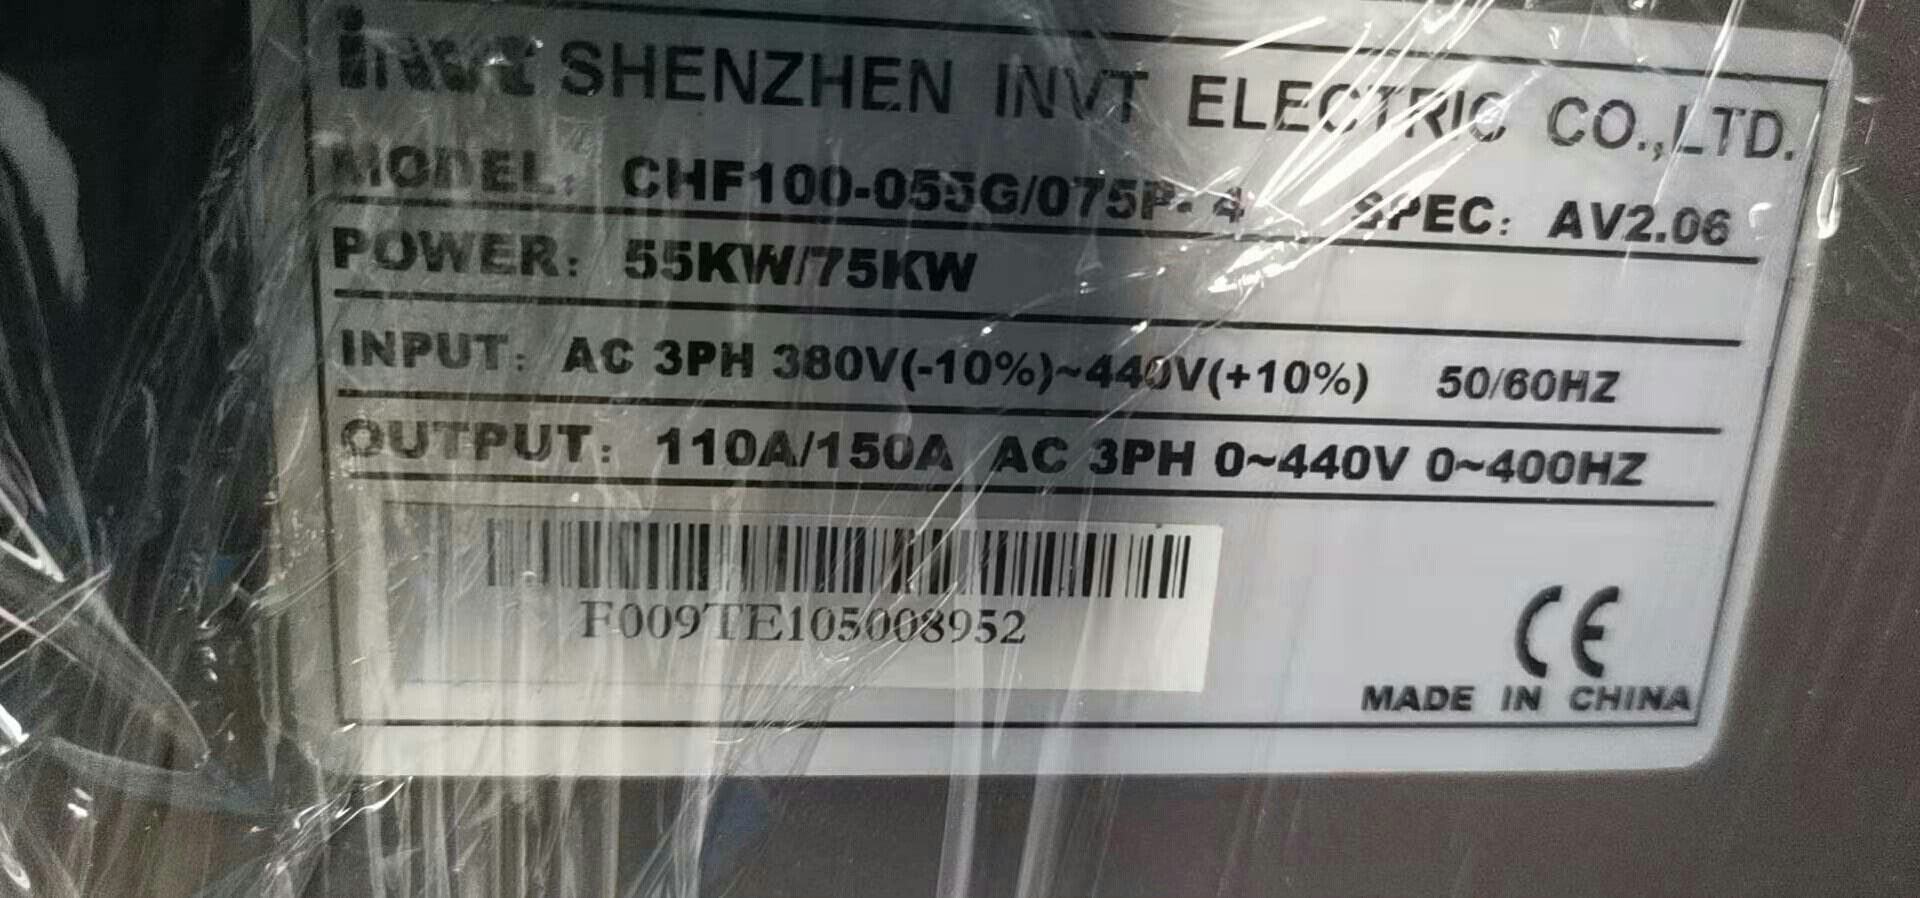 invt SHENZHEN INVT ELECTRIC CO.,LTD.
MODEL: CHF100-055G/075P-4 SPEC: AV2.06
POWER: 55KW/75KW
INPUT: AC 3PH 380V(-10%)~440V(+10%) 50/60HZ
OUTPUT: 110A/150A AC 3PH 0~440V 0~400HZ
F009TE105008952
CE
MADE IN CHINA